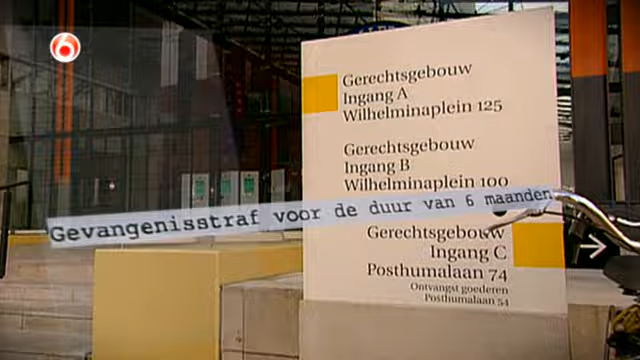 6
Gerechtsgebouw
Ingang A
Wilhelminaplein 125
Gerechtsgebouw
Ingang B
Wilhelminaplein 100
Gevangenisstraf voor de duur van 6 maanden
Gerechtsgebouw
Ingang C
Posthumalaan 74
Ontvangst goederen
Posthumalaan 54